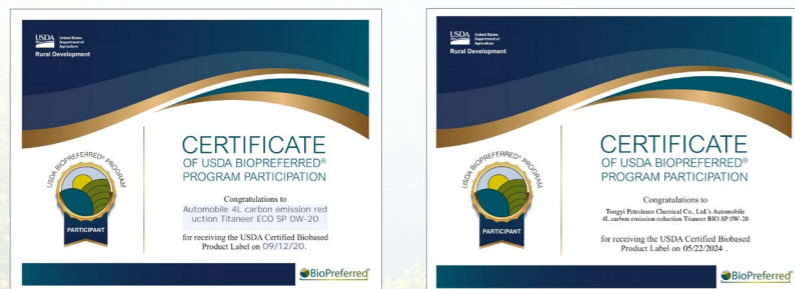 USDA
United States
Department of
Agriculture
Rural Development
USDA BIOPREFERRED® PROGRAM
PARTICIPANT
CERTIFICATE
OF USDA BIOPREFERRED®
PROGRAM PARTICIPATION
Congratulations to
Automobile 4L carbon emission red
uction Titaneer ECO SP 0W-20
for receiving the USDA Certified Biobased
Product Label on 09/12/20.
BioPreferred®
USDA
United States
Department of
Agriculture
Rural Development
USDA BIOPREFERRED® PROGRAM
PARTICIPANT
CERTIFICATE
OF USDA BIOPREFERRED®
PROGRAM PARTICIPATION
Congratulations to
Tongyi Petroleum Chemical Co., Ltd.'s Automobile
4L carbon emission reduction Titaneer BIO SP 0W-20
for receiving the USDA Certified Biobased
Product Label on 05/22/2024 .
BioPreferred®